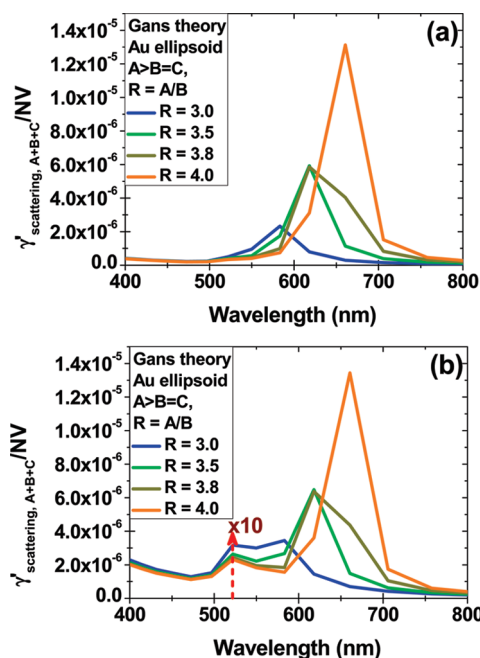 Gans theory
Au ellipsoid
A>B=C,
R = A/B
R = 3.0
R = 3.5
R = 3.8
R = 4.0
(a)
1.4x10⁻⁵
1.2x10⁻⁵
1.0x10⁻⁵
8.0x10⁻⁶
6.0x10⁻⁶
4.0x10⁻⁶
2.0x10⁻⁶
0.0
γ'scattering, A+B+C/NV
400 500 600 700 800
Wavelength (nm)
Gans theory
Au ellipsoid
A>B=C,
R = A/B
R = 3.0
R = 3.5
R = 3.8
R = 4.0
(b)
x10
1.4x10⁻⁵
1.2x10⁻⁵
1.0x10⁻⁵
8.0x10⁻⁶
6.0x10⁻⁶
4.0x10⁻⁶
2.0x10⁻⁶
0.0
γ'scattering, A+B+C/NV
400 500 600 700 800
Wavelength (nm)